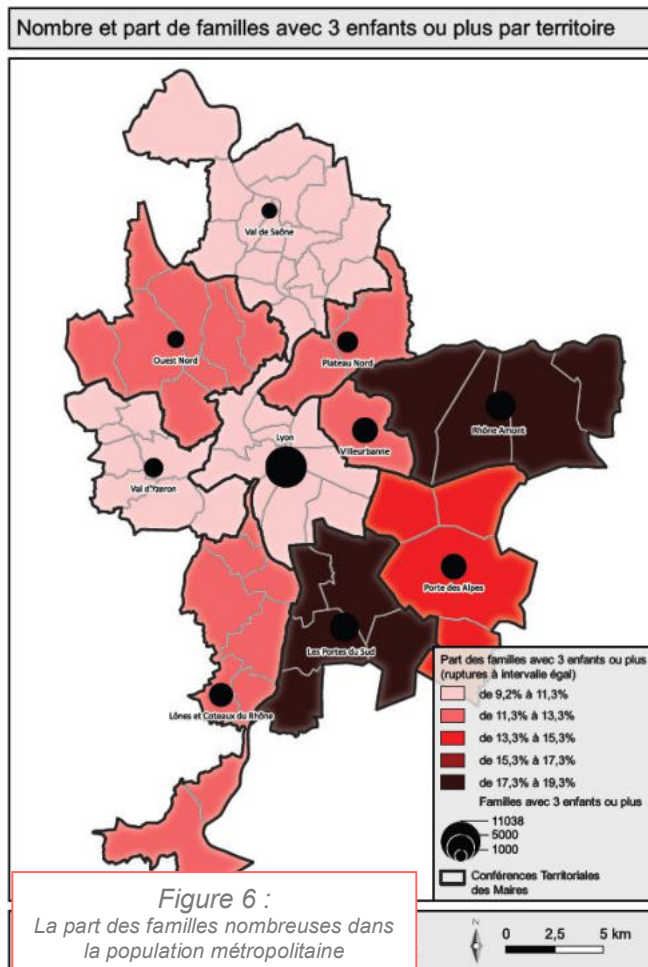 Nombre et part de familles avec 3 enfants ou plus par territoire
Val de Saône
Ouest Nord
Plateau Nord
Rhône Amont
Lyon
Villeurbanne
Val d'Yzeron
Porte des Alpes
Les Portes du Sud
Lônes et Coteaux du Rhône
Part des familles avec 3 enfants ou plus
(ruptures à intervalle égal)
de 9,2% à 11,3%
de 11,3% à 13,3%
de 13,3% à 15,3%
de 15,3% à 17,3%
de 17,3% à 19,3%
Familles avec 3 enfants ou plus
11038
5000
1000
Conférences Territoriales
des Maires
Figure 6 :
La part des familles nombreuses dans
la population métropolitaine
N
0 2,5 5 km